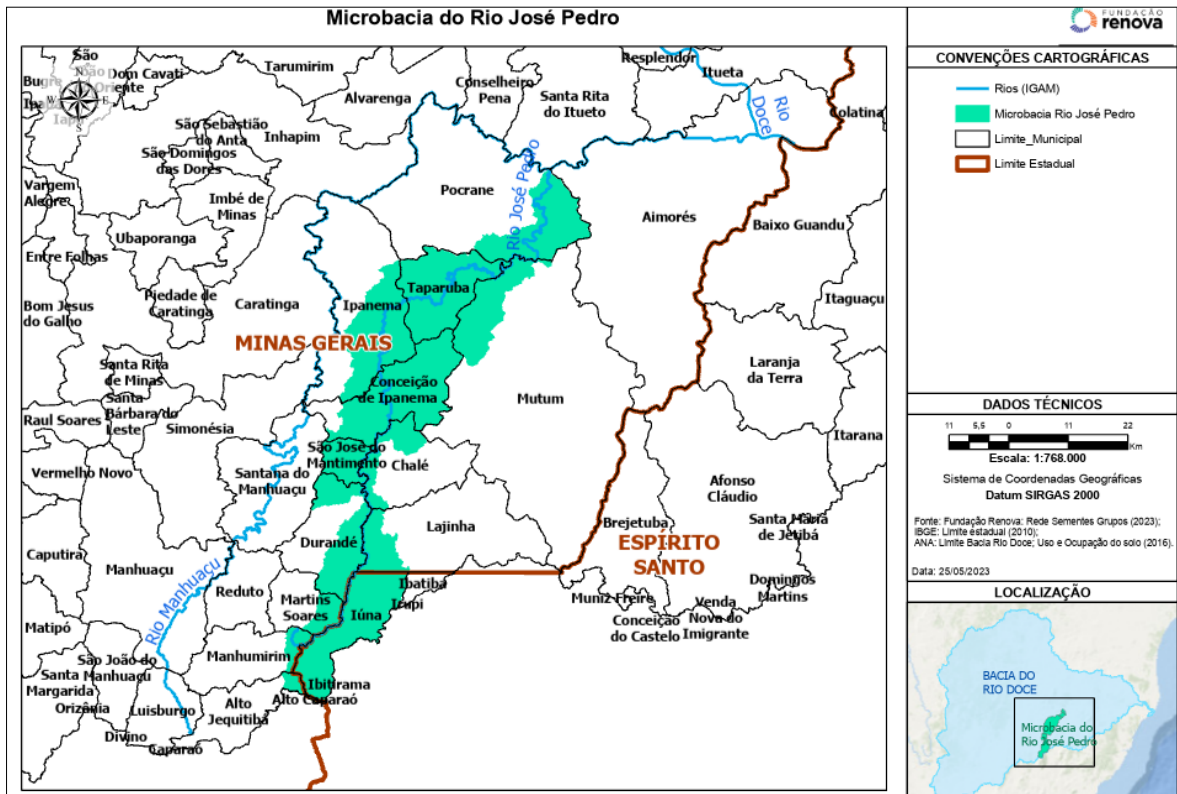 Microbacia do Rio José Pedro
FUNDAÇÃO
renova
CONVENÇÕES CARTOGRÁFICAS
Rios (IGAM)
Microbacia Rio José Pedro
Limite_Municipal
Limite Estadual
DADOS TÉCNICOS
11 5,5 0 11 22
Km
Escala: 1:768.000
Sistema de Coordenadas Geográficas
Datum SIRGAS 2000
Fonte: Fundação Renova: Rede Sementes Grupos (2023);
IBGE: Limite estadual (2010);
ANA: Limite Bacia Rio Doce; Uso e Ocupação do solo (2016).
Data: 25/05/2023
LOCALIZAÇÃO
BACIA DO
RIO DOCE
Microbacia do
Rio José Pedro
São
Dom Cavati
Oriente
N
W
E
S
Tarumirim
Alvarenga
Conselheiro
Pena
Resplendor
Itueta
Santa Rita
do Itueto
RIO
DOCE
Colatina
São Sebastião
do Anta
Inhapim
São Domingos
das Dores
Vargem
Alegre
Imbé de
Minas
Pocrane
Rio José Pedro
Aimorés
Baixo Guandu
Ubaporanga
Entre Folhas
Bom Jesus
do Galho
Piedade de
Caratinga
Caratinga
Ipanema
Taparuba
Itaguaçu
MINAS GERAIS
Santa Rita
de Minas
Laranja
da Terra
Conceição
de Ipanema
Mutum
Santa
Bárbara do
Leste
Raul Soares
Simonésia
Itarana
São José do
Mantimento
Chalé
Vermelho Novo
Santana do
Manhuaçu
Afonso
Cláudio
Lajinha
Brejetuba
Santa Maria
de Jetibá
Durandé
ESPÍRITO
SANTO
Caputira
Manhuaçu
Rio Manhuaçu
Reduto
Ibatiba
Irupi
Domingos
Martins
Martins
Soares
Iúna
Muniz Freire
Venda
Nova do
Imigrante
Conceição
do Castelo
Matipó
São João do
Manhuaçu
Manhumirim
Santa
Margarida
Ibitirama
Alto Caparaó
Orizânia
Luisburgo
Alto
Jequitibá
Divino
Caparaó